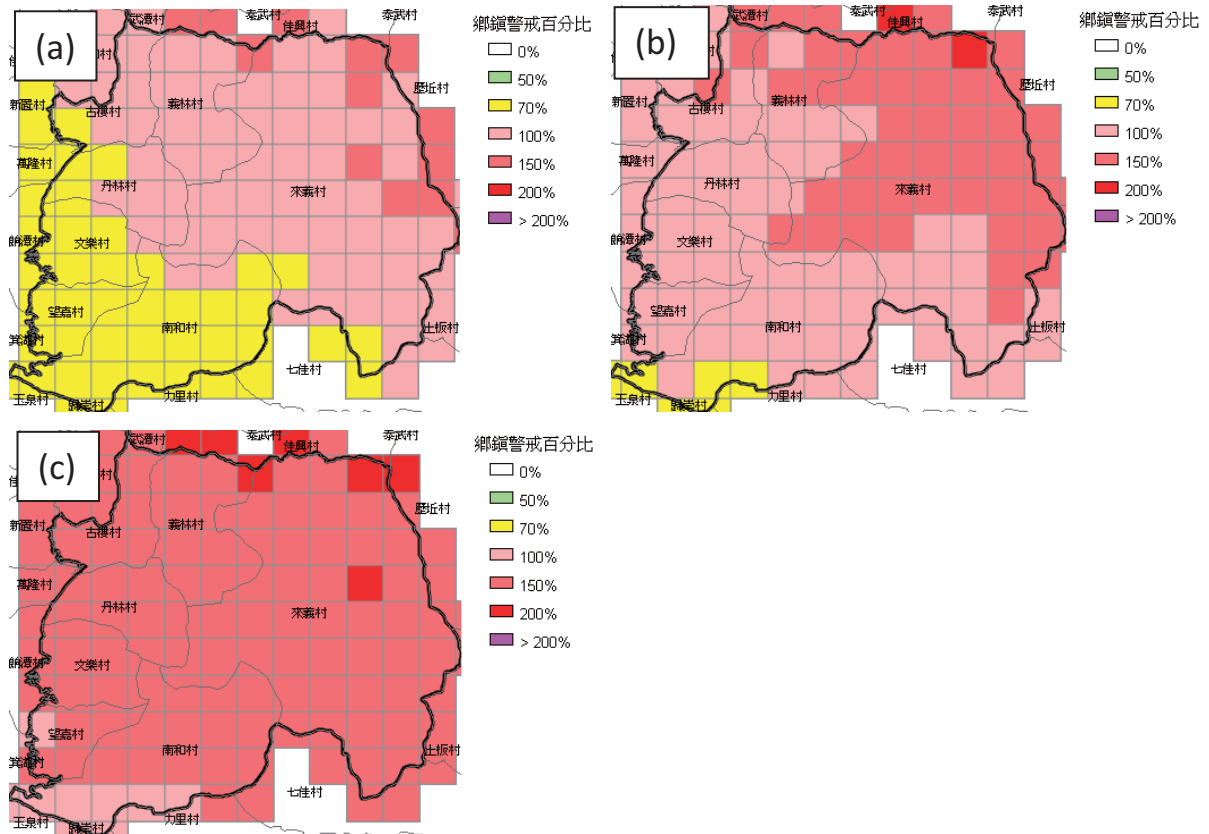 (a)
武潭村
泰武村
佳興村
泰武村
歷坵村
新置村
古樓村
義林村
萬隆村
丹林村
來義村
餉潭村
文樂村
望嘉村
南和村
箕湖村
土板村
七佳村
玉泉村
歸崇村
力里村
鄉鎮警戒百分比
0%
50%
70%
100%
150%
200%
> 200%
(b)
泰武村
佳興村
泰武村
歷坵村
新置村
古樓村
義林村
萬隆村
丹林村
來義村
餉潭村
文樂村
望嘉村
南和村
箕湖村
土板村
七佳村
玉泉村
歸崇村
力里村
鄉鎮警戒百分比
0%
50%
70%
100%
150%
200%
> 200%
(c)
武潭村
泰武村
佳興村
泰武村
歷坵村
新置村
古樓村
義林村
萬隆村
丹林村
來義村
餉潭村
文樂村
望嘉村
南和村
箕湖村
土板村
七佳村
玉泉村
歸崇村
力里村
鄉鎮警戒百分比
0%
50%
70%
100%
150%
200%
> 200%